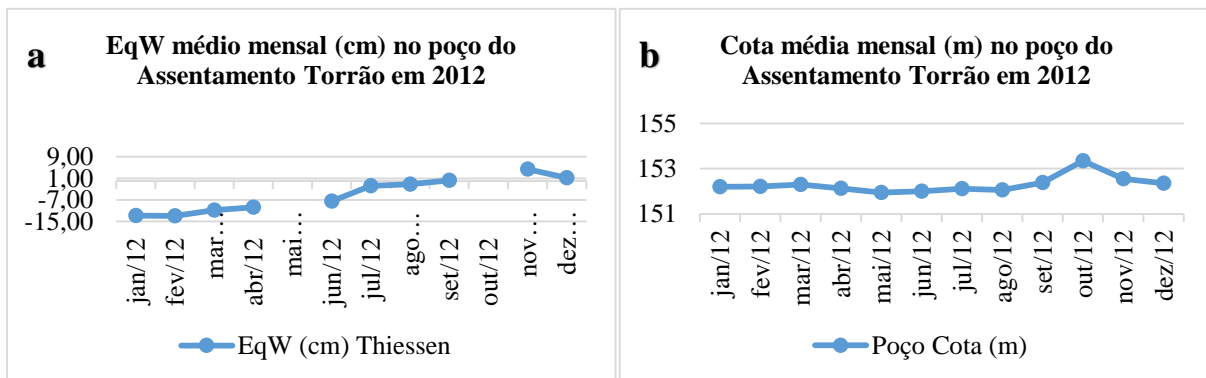 a
EqW médio mensal (cm) no poço do
Assentamento Torrão em 2012
9,00
1,00
-7,00
-15,00
jan/12
fev/12
mar…
abr/12
mai…
jun/12
jul/12
ago…
set/12
out/12
nov…
dez…
EqW (cm) Thiessen
b
Cota média mensal (m) no poço do
Assentamento Torrão em 2012
155
153
151
jan/12
fev/12
mar/12
abr/12
mai/12
jun/12
jul/12
ago/12
set/12
out/12
nov/12
dez/12
Poço Cota (m)